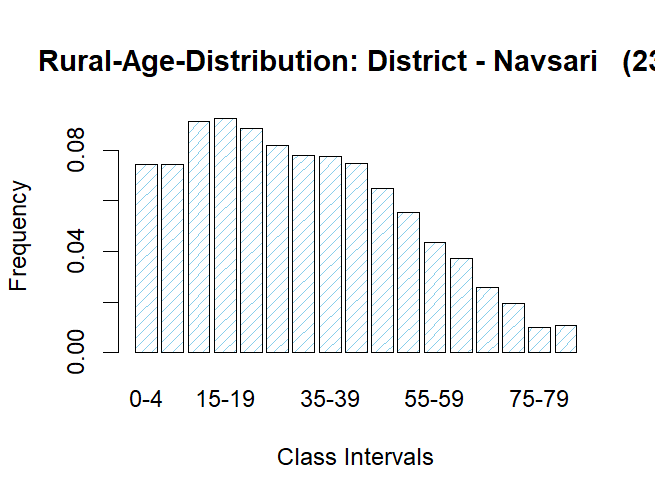 Rural-Age-Distribution: District - Navsari (23
Frequency
0.08
0.04
0.00
0-4 15-19 35-39 55-59 75-79
Class Intervals